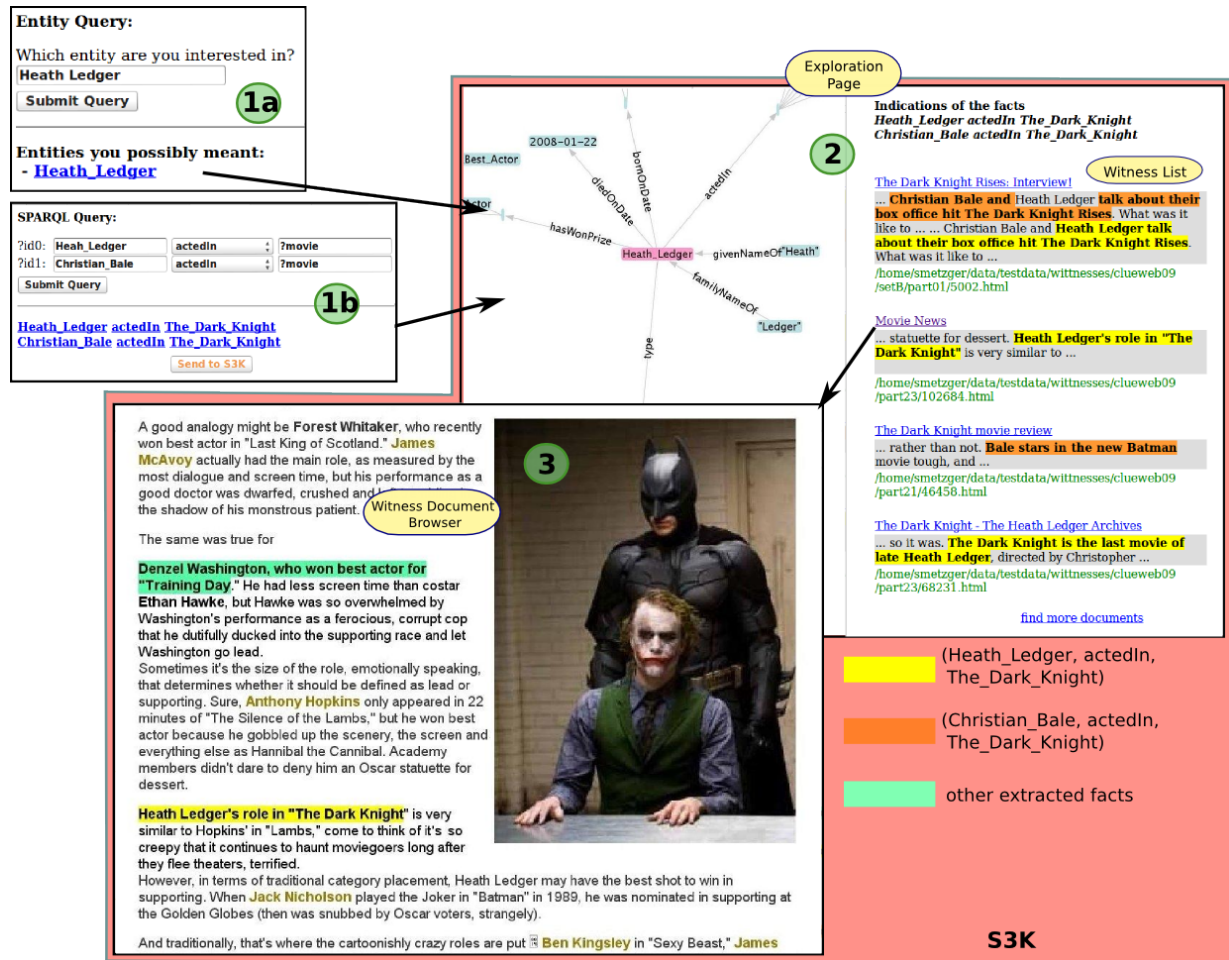 Entity Query:
Which entity are you interested in?
Heath Ledger
Submit Query
1a
Entities you possibly meant:
- Heath_Ledger
SPARQL Query:
?id0: Heah_Ledger actedIn ?movie
?id1: Christian_Bale actedIn ?movie
Submit Query
1b
Heath_Ledger actedIn The_Dark_Knight
Christian_Bale actedIn The_Dark_Knight
Send to S3K
Exploration
Page
2
2008-01-22
Best_Actor
Actor
diedOnDate
bornOnDate
actedIn
hasWonPrize
Heath_Ledger
givenNameOf
"Heath"
familyNameOf
"Ledger"
type
Indications of the facts
Heath_Ledger actedIn The_Dark_Knight
Christian_Bale actedIn The_Dark_Knight
Witness List
The Dark Knight Rises: Interview!
... Christian Bale and Heath Ledger talk about their
box office hit The Dark Knight Rises. What was it
like to ... ... Christian Bale and Heath Ledger talk
about their box office hit The Dark Knight Rises.
What was it like to ...
/home/smetzger/data/testdata/wittnesses/clueweb09
/setB/part01/5002.html
Movie News
... statuette for dessert. Heath Ledger's role in "The
Dark Knight" is very similar to ...
/home/smetzger/data/testdata/wittnesses/clueweb09
/part23/102684.html
The Dark Knight movie review
... rather than not. Bale stars in the new Batman
movie tough, and ...
/home/smetzger/data/testdata/wittnesses/clueweb09
/part21/46458.html
The Dark Knight - The Heath Ledger Archives
... so it was. The Dark Knight is the last movie of
late Heath Ledger, directed by Christopher ...
/home/smetzger/data/testdata/wittnesses/clueweb09
/part23/68231.html
find more documents
3
A good analogy might be Forest Whitaker, who recently
won best actor in "Last King of Scotland." James
McAvoy actually had the main role, as measured by the
most dialogue and screen time, but his performance as a
good doctor was dwarfed, crushed and
the shadow of his monstrous patient.
Witness Document
Browser
The same was true for
Denzel Washington, who won best actor for
"Training Day." He had less screen time than costar
Ethan Hawke, but Hawke was so overwhelmed by
Washington's performance as a ferocious, corrupt cop
that he dutifully ducked into the supporting race and let
Washington go lead.
Sometimes it's the size of the role, emotionally speaking,
that determines whether it should be defined as lead or
supporting. Sure, Anthony Hopkins only appeared in 22
minutes of "The Silence of the Lambs," but he won best
actor because he gobbled up the scenery, the screen and
everything else as Hannibal the Cannibal. Academy
members didn't dare to deny him an Oscar statuette for
dessert.
Heath Ledger's role in "The Dark Knight" is very
similar to Hopkins' in "Lambs," come to think of it's so
creepy that it continues to haunt moviegoers long after
they flee theaters, terrified.
However, in terms of traditional category placement, Heath Ledger may have the best shot to win in
supporting. When Jack Nicholson played the Joker in "Batman" in 1989, he was nominated in supporting at
the Golden Globes (then was snubbed by Oscar voters, strangely).
And traditionally, that's where the cartoonishly crazy roles are put Ben Kingsley in "Sexy Beast," James
(Heath_Ledger, actedIn,
The_Dark_Knight)
(Christian_Bale, actedIn,
The_Dark_Knight)
other extracted facts
S3K